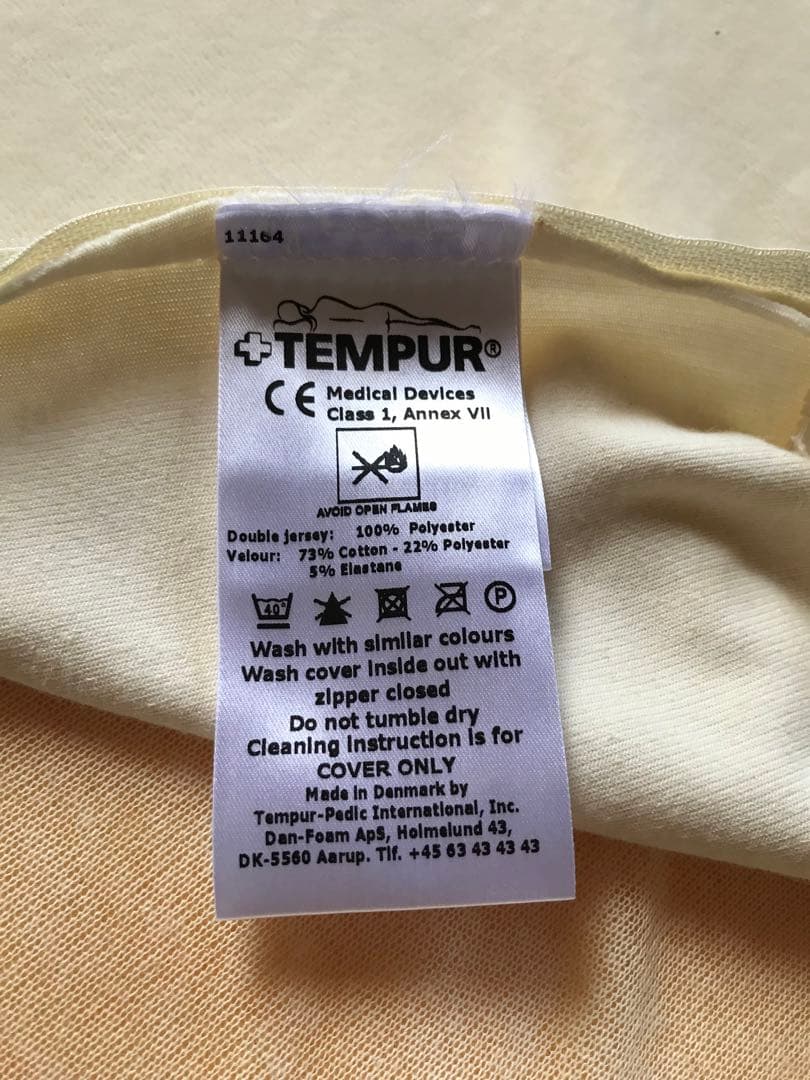 11164
TEMPUR®
CE Medical Devices
Class 1, Annex VII
AVOID OPEN FLAMES
Double jersey: 100% Polyester
Velour: 73% Cotton - 22% Polyester
5% Elastane
40° P
Wash with similar colours
Wash cover inside out with
zipper closed
Do not tumble dry
Cleaning instruction is for
COVER ONLY
Made in Denmark by
Tempur-Pedic International, Inc.
Dan-Foam ApS, Holmelund 43,
DK-5560 Aarup. Tlf. +45 63 43 43 43